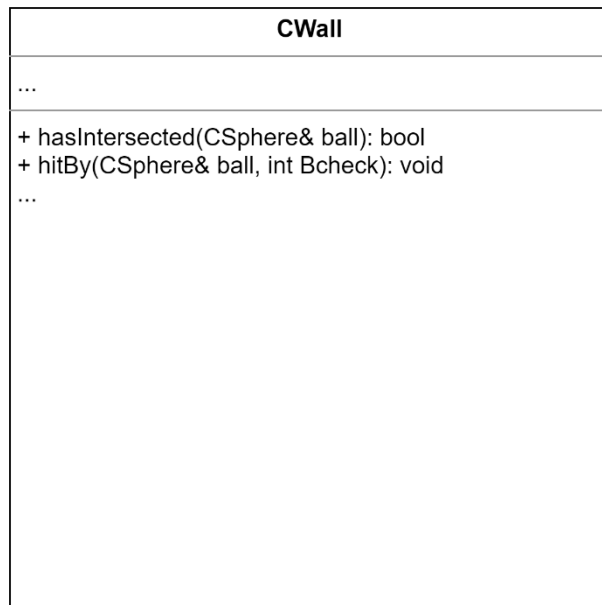 CWall
...
+ hasIntersected(CSphere& ball): bool
+ hitBy(CSphere& ball, int Bcheck): void
...